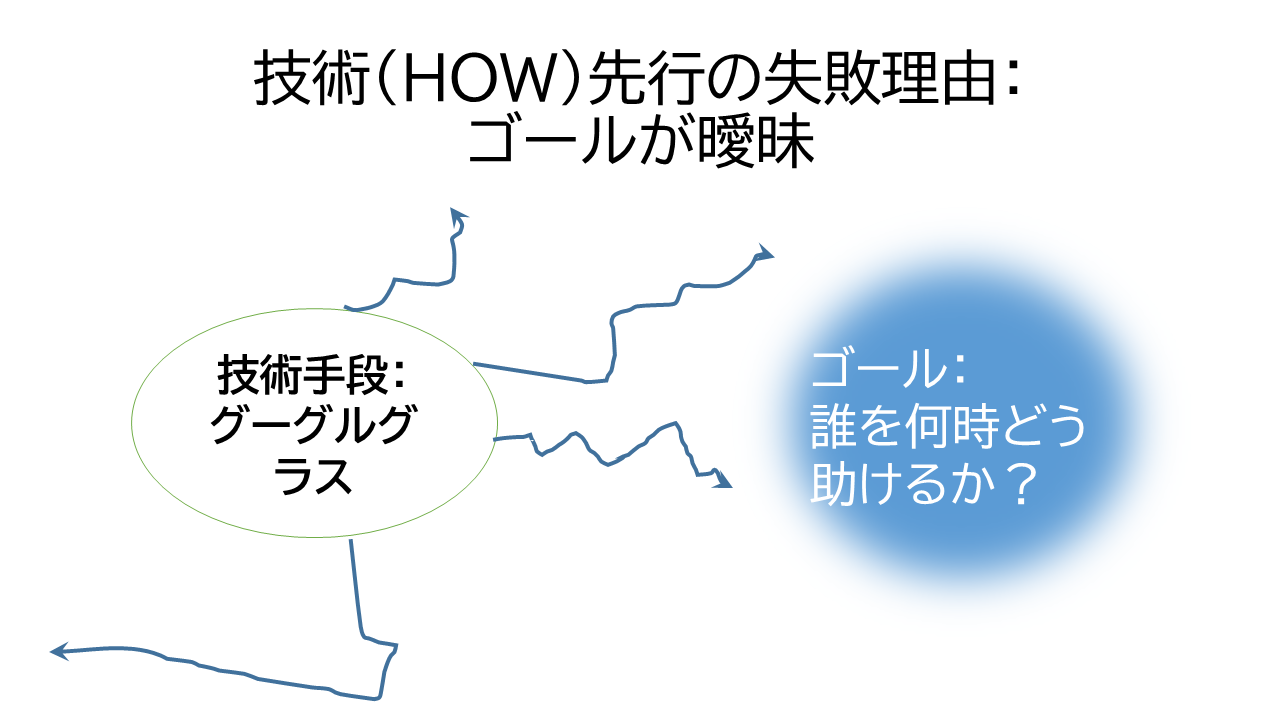 技術(HOW)先行の失敗理由:
ゴールが曖昧
技術手段:
グーグルグ
ラス
ゴール:
誰を何時どう
助けるか?